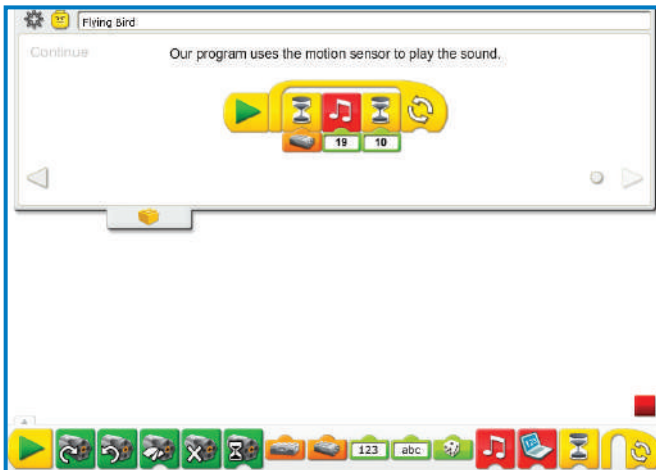 Flying Bird
Continue
Our program uses the motion sensor to play the sound.
19 10
123 abc